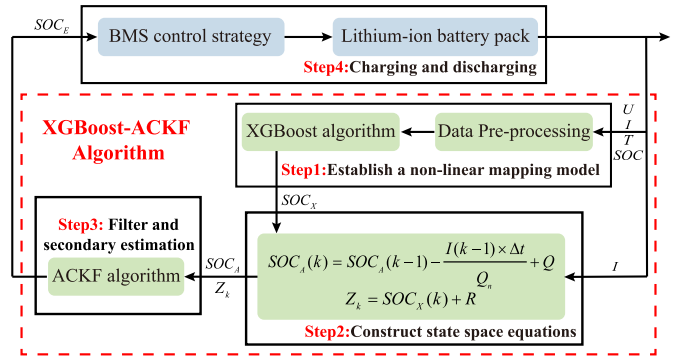 SOC_E
BMS control strategy
Lithium-ion battery pack
Step4:Charging and discharging
XGBoost-ACKF
Algorithm
XGBoost algorithm
Data Pre-processing
U
I
T
SOC
Step1:Establish a non-linear mapping model
SOC_X
Step3: Filter and
secondary estimation
ACKF algorithm
SOC_A
Z_k
SOC_A(k) = SOC_A(k−1) − I(k−1)×Δt / Q_n + Q
Z_k = SOC_X(k) + R
I
Step2:Construct state space equations